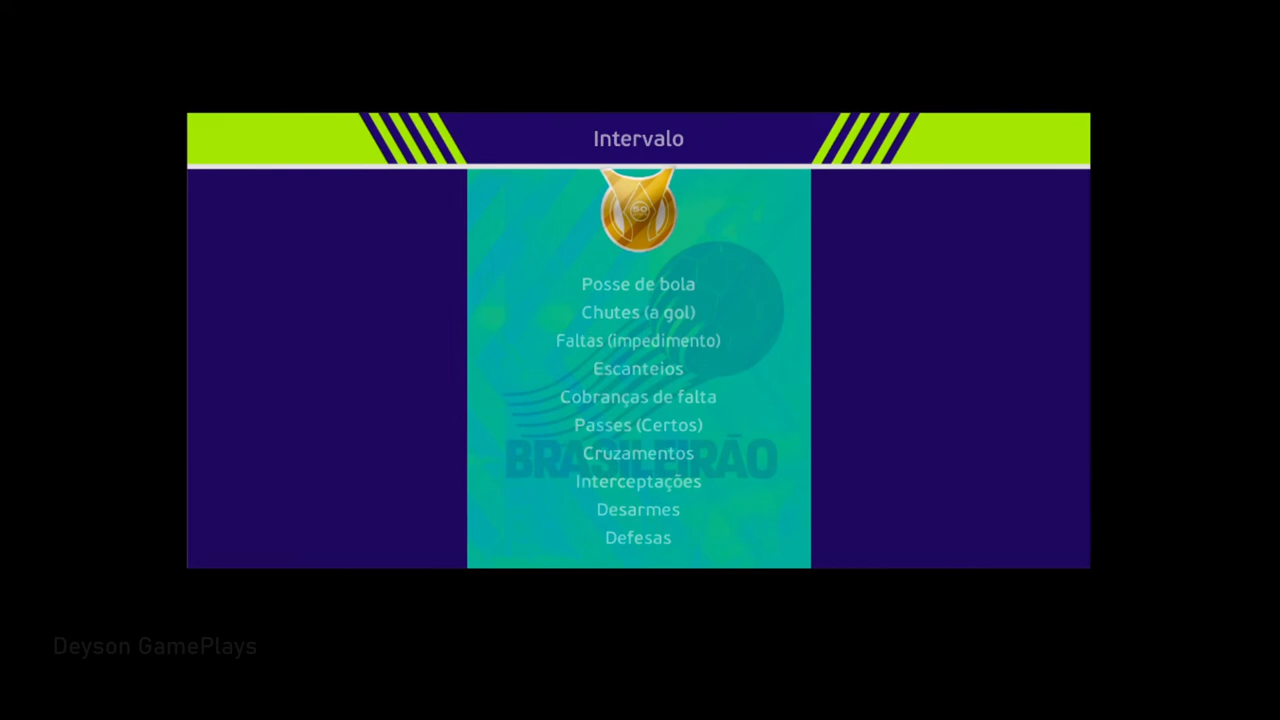 Intervalo
50
Posse de bola
Chutes (a gol)
Faltas (impedimento)
Escanteios
Cobranças de falta
Passes (Certos)
Cruzamentos
BRASILEIRÃO
Interceptações
Desarmes
Defesas
Deyson GamePlays